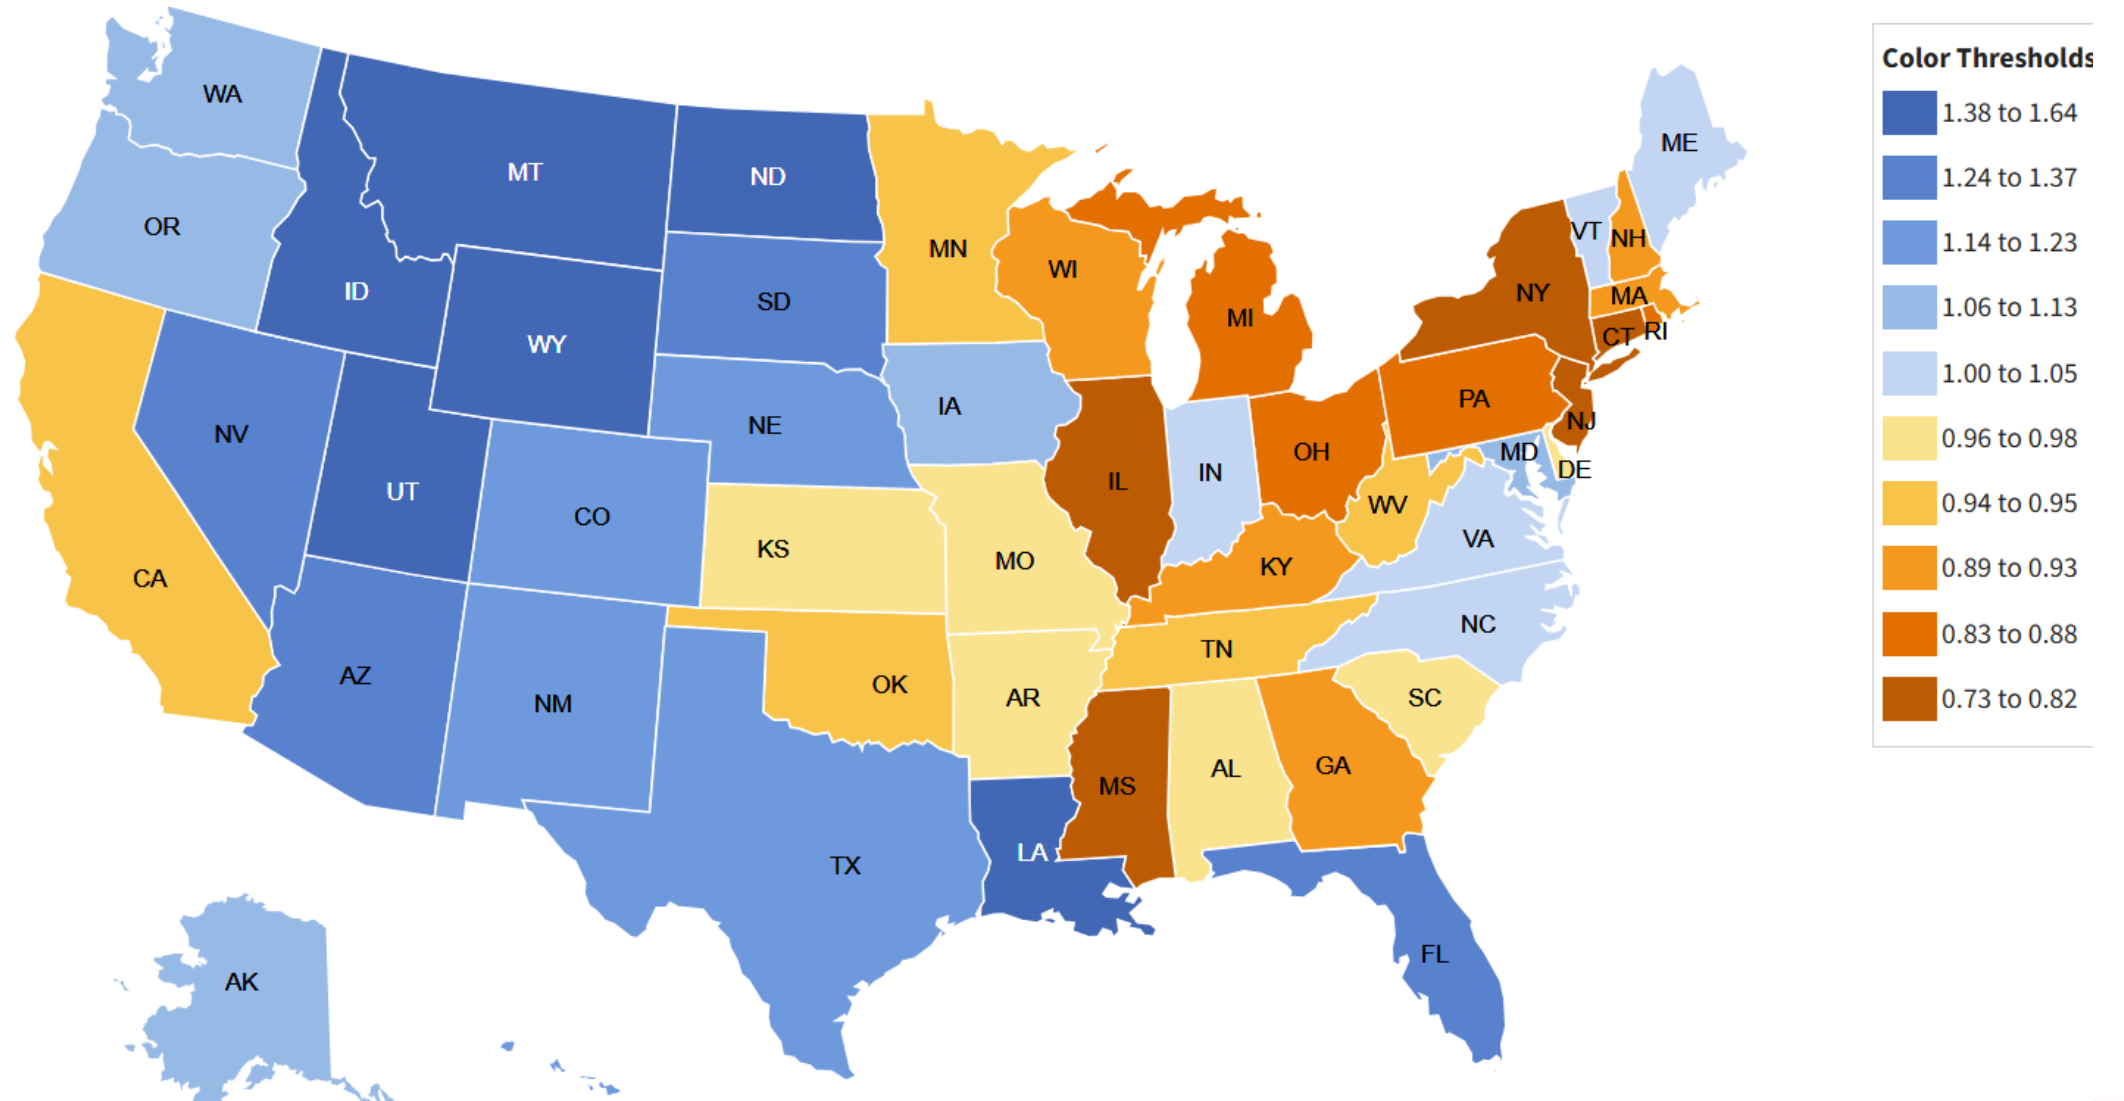 WA
MT
ND
OR
ID
WY
SD
MN
WI
MI
ME
VT
NH
NY
MA
CT
RI
NV
UT
CO
NE
IA
IL
IN
OH
PA
NJ
MD
DE
CA
KS
MO
KY
WV
VA
AZ
NM
OK
AR
TN
NC
SC
TX
LA
MS
AL
GA
FL
AK
Color Thresholds
1.38 to 1.64
1.24 to 1.37
1.14 to 1.23
1.06 to 1.13
1.00 to 1.05
0.96 to 0.98
0.94 to 0.95
0.89 to 0.93
0.83 to 0.88
0.73 to 0.82